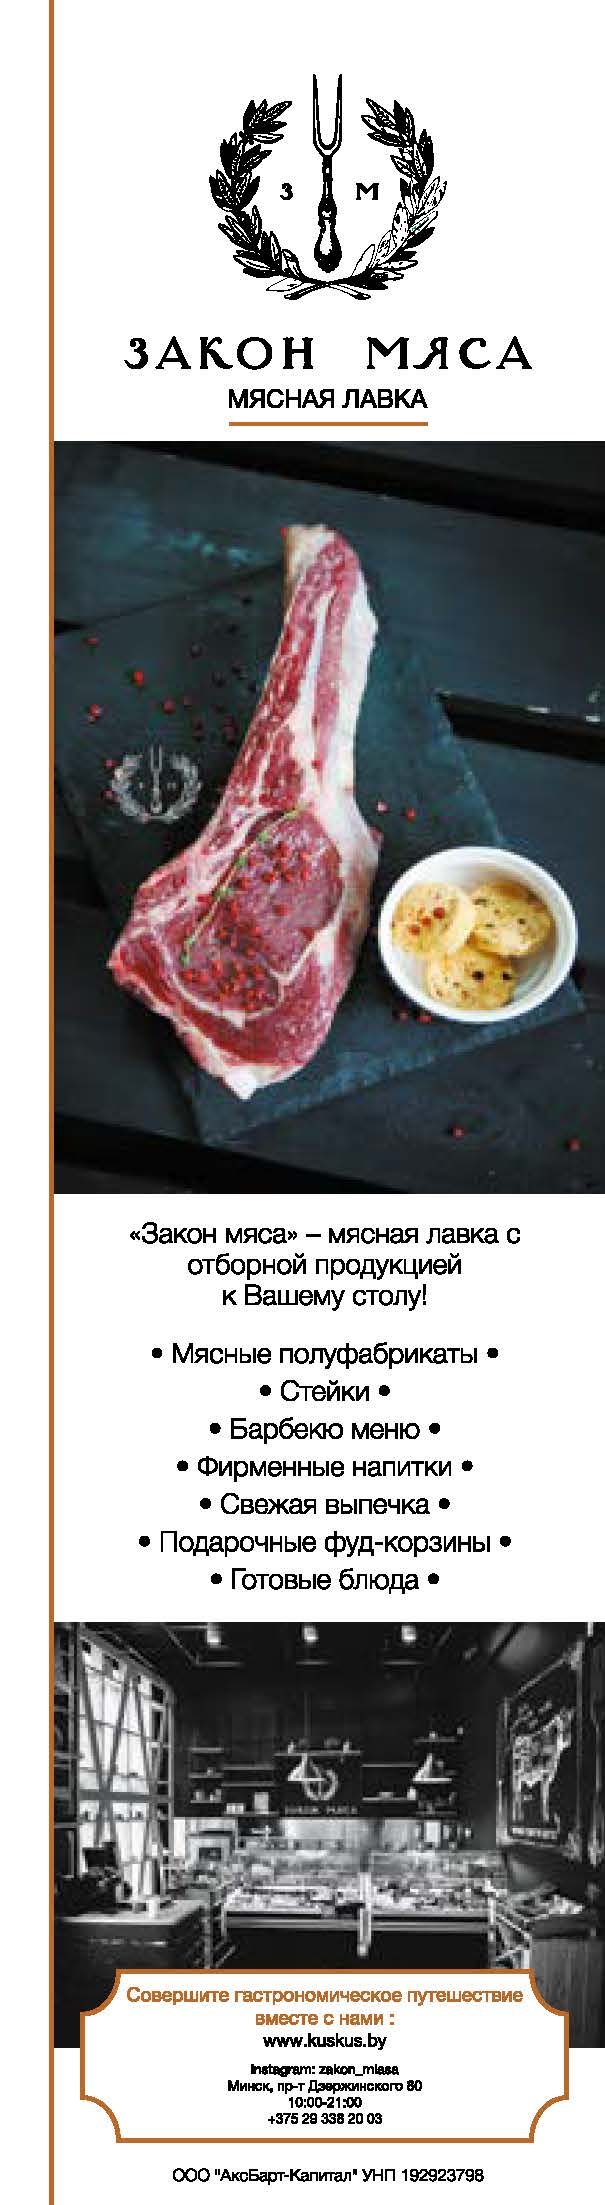 З М
ЗАКОН МЯСА
МЯСНАЯ ЛАВКА
«Закон мяса» – мясная лавка с
отборной продукцией
к Вашему столу!
• Мясные полуфабрикаты •
• Стейки •
• Барбекю меню •
• Фирменные напитки •
• Свежая выпечка •
• Подарочные фуд-корзины •
• Готовые блюда •
ЗАКОН МЯСА
Совершите гастрономическое путешествие
вместе с нами :
www.kuskus.by
Instagram: zakon_miasa
Минск, пр-т Дзержинского 80
10:00-21:00
+375 29 338 20 03
ООО "АксБарт-Капитал" УНП 192923798